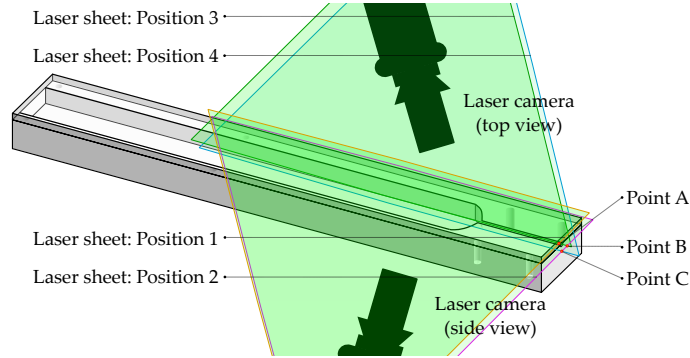 Laser sheet: Position 3
Laser sheet: Position 4
Laser camera
(top view)
Point A
Laser sheet: Position 1
Point B
Laser sheet: Position 2
Point C
Laser camera
(side view)